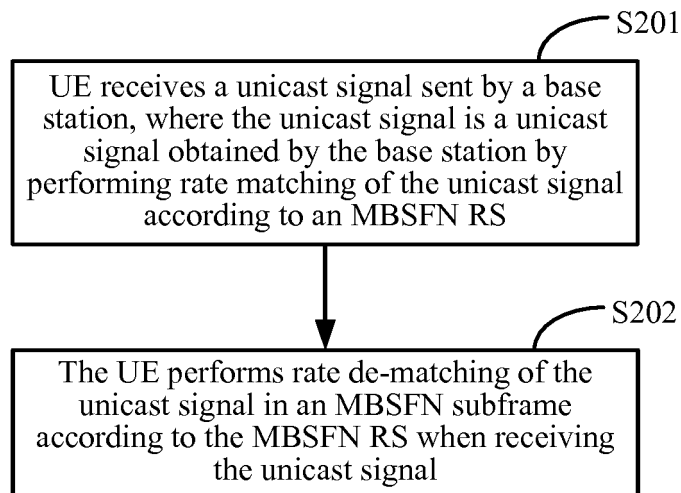 S201
UE receives a unicast signal sent by a base
station, where the unicast signal is a unicast
signal obtained by the base station by
performing rate matching of the unicast signal
according to an MBSFN RS
S202
The UE performs rate de-matching of the
unicast signal in an MBSFN subframe
according to the MBSFN RS when receiving
the unicast signal